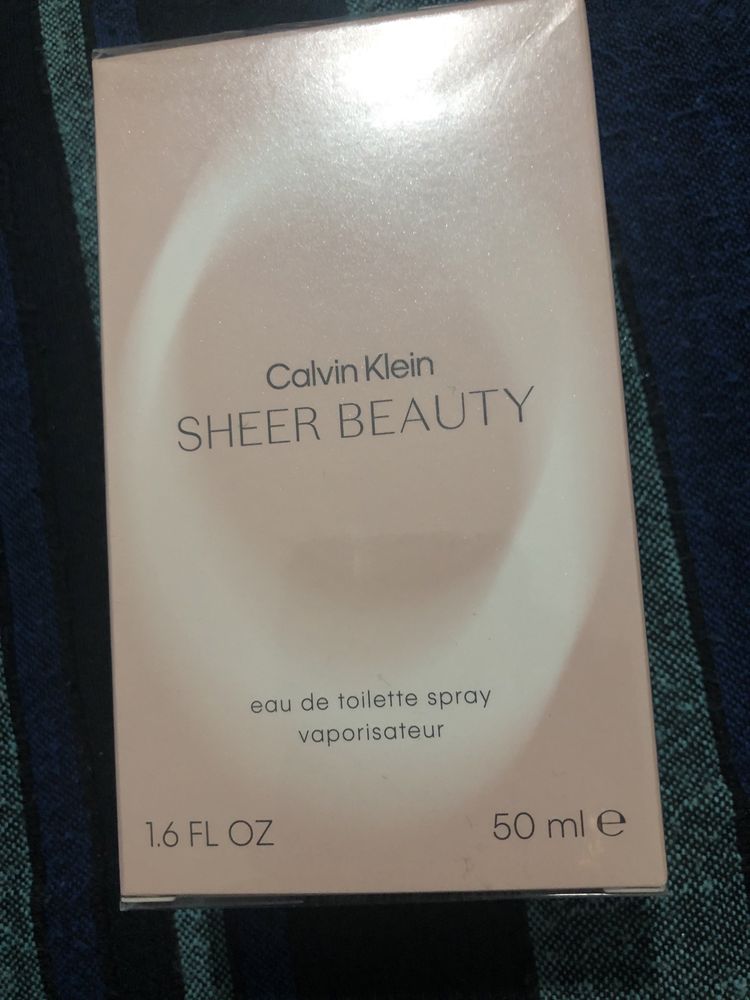 Calvin Klein
SHEER BEAUTY
eau de toilette spray
vaporisateur
1.6 FL OZ 50 ml ℮